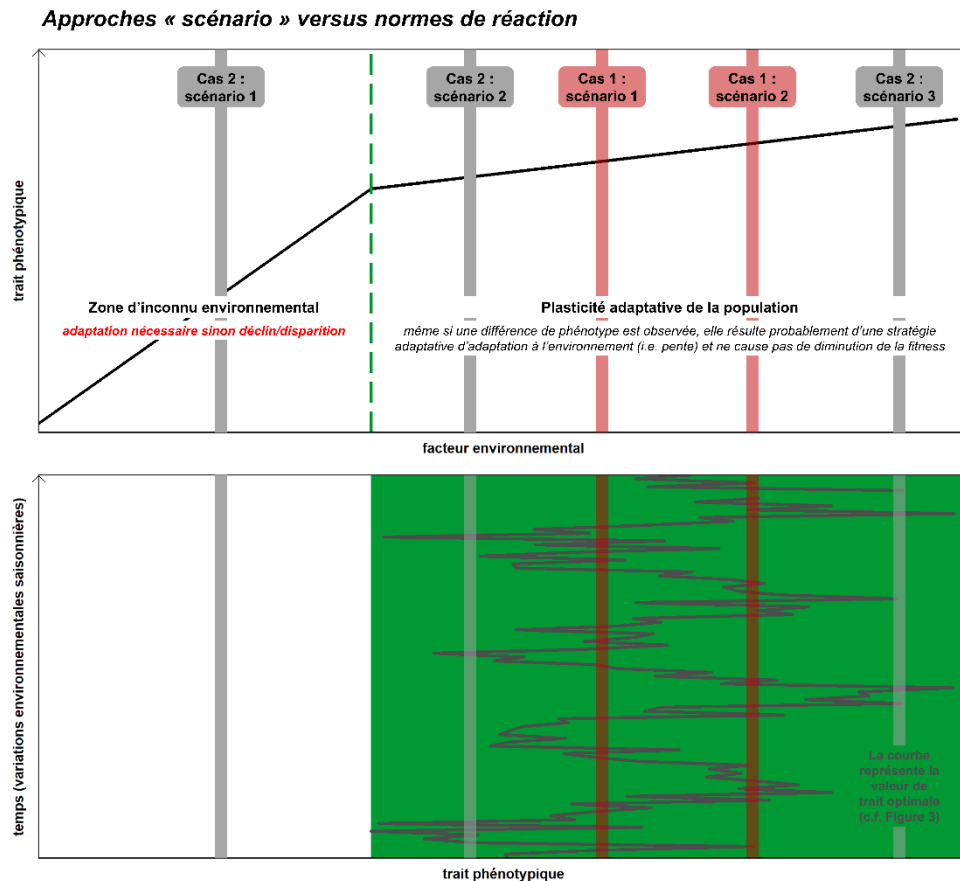 Approches « scénario » versus normes de réaction
Cas 2 :
scénario 1
Cas 2 :
scénario 2
Cas 1 :
scénario 1
Cas 1 :
scénario 2
Cas 2 :
scénario 3
trait phénotypique
Zone d’inconnu environnemental
adaptation nécessaire sinon déclin/disparition
Plasticité adaptative de la population
même si une différence de phénotype est observée, elle résulte probablement d’une stratégie
adaptative d’adaptation à l’environnement (i.e. pente) et ne cause pas de diminution de la fitness
facteur environnemental
temps (variations environnementales saisonnières)
La courbe
représente la
valeur de
trait optimale
(c.f. Figure 3)
trait phénotypique